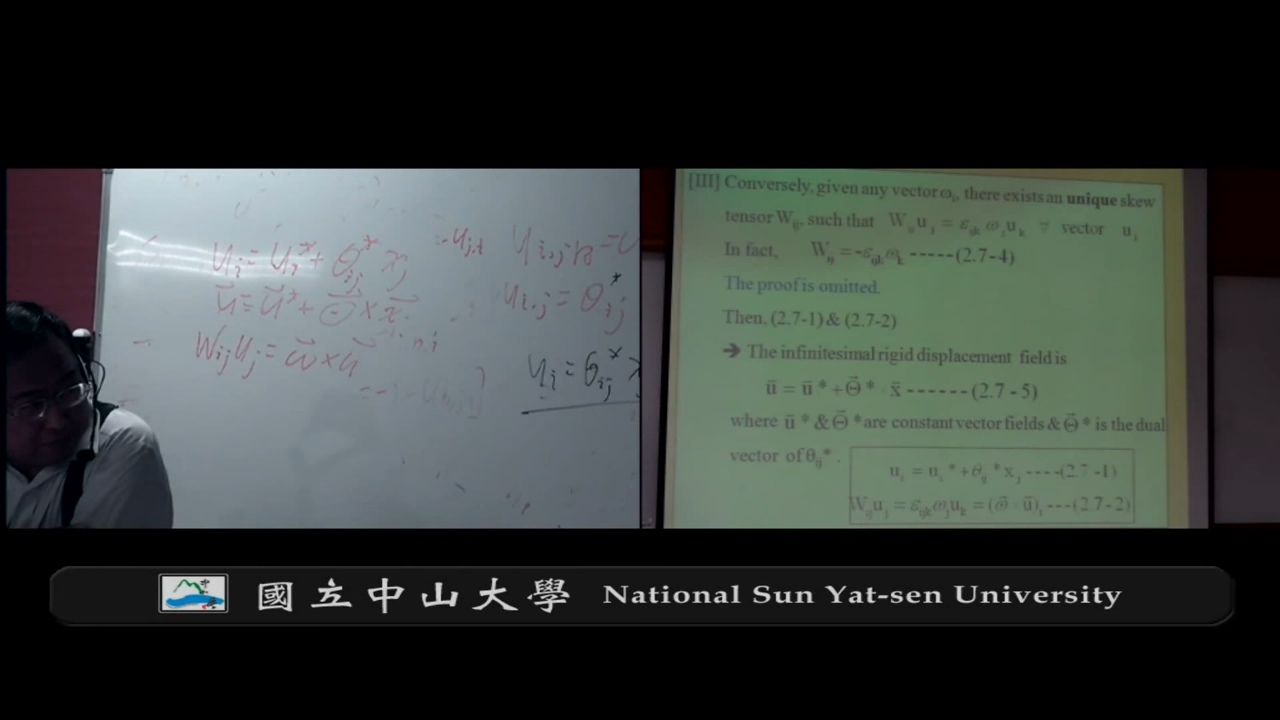 uᵢ = uᵢ* + θᵢⱼ* xⱼ
u⃗ = u⃗* + Θ⃗ × x⃗
Wᵢⱼ uⱼ = ω⃗ × u⃗
uᵢ,ⱼ = θᵢⱼ*
uᵢ = θᵢⱼ*
[III] Conversely, given any vector ωᵢ, there exists an unique skew
tensor Wᵢⱼ, such that Wᵢⱼuⱼ = εᵢⱼₖωⱼuₖ ∀ vector uᵢ
In fact, Wᵢⱼ = -εᵢⱼₖωₖ -----(2.7-4)
The proof is omitted.
Then, (2.7-1) & (2.7-2)
➔ The infinitesimal rigid displacement field is
u̅ = u̅ * + Θ̅ * x̅ ------(2.7 - 5)
where u̅ * & Θ̅ * are constant vector fields & Θ̅ * is the dual
vector of θᵢⱼ* .
uᵢ = uᵢ * + θᵢⱼ * xⱼ ----(2.7 -1)
Wᵢⱼuⱼ = εᵢⱼₖωⱼuₖ = (ω̅ u̅)ᵢ ---(2.7-2)
國立中山大學 National Sun Yat-sen University